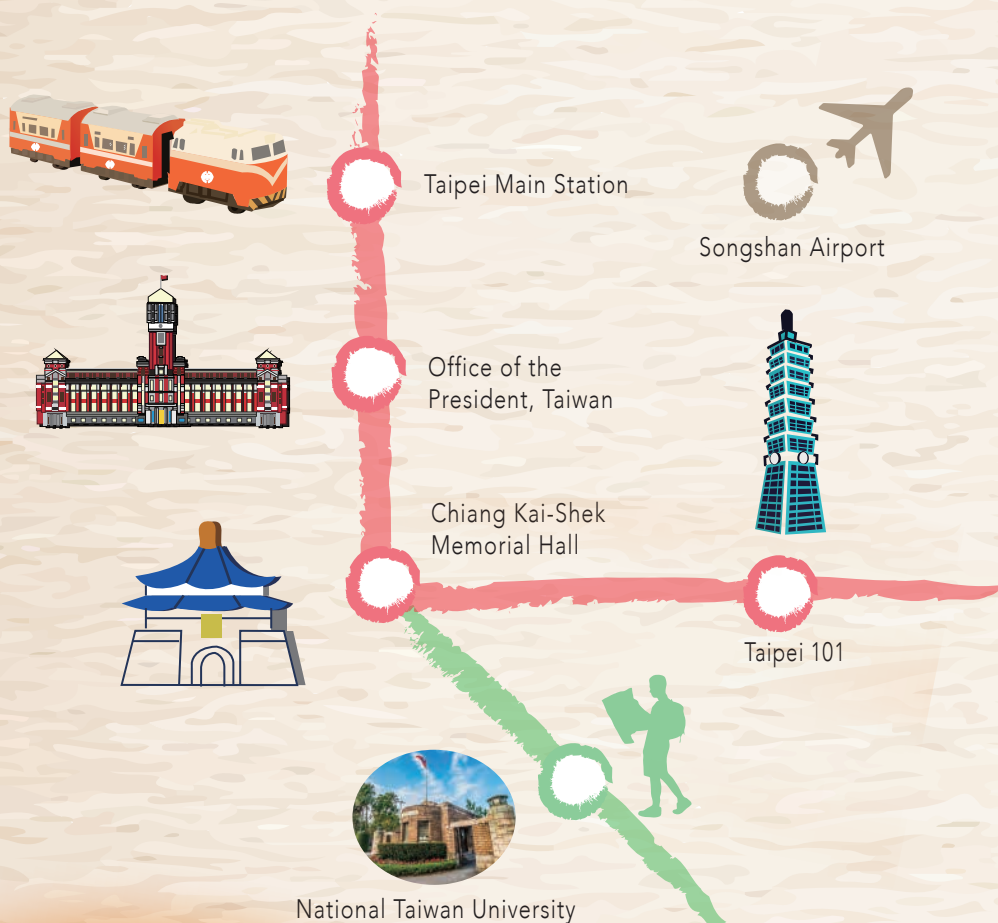 Taipei Main Station
Songshan Airport
Office of the
President, Taiwan
Chiang Kai-Shek
Memorial Hall
Taipei 101
National Taiwan University